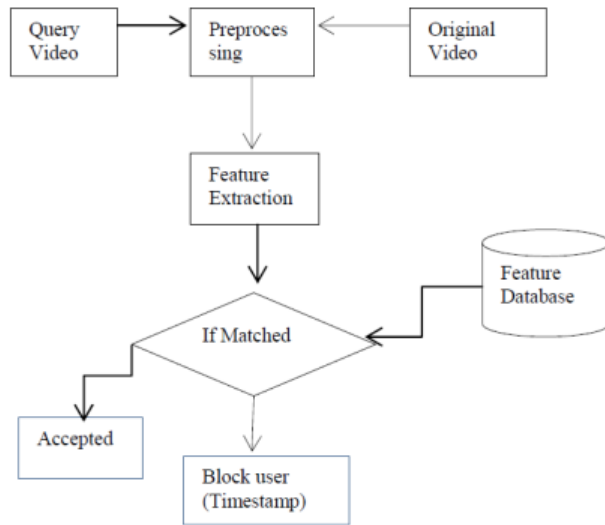 Query
Video
Preproces
sing
Original
Video
Feature
Extraction
Feature
Database
If Matched
Accepted
Block user
(Timestamp)